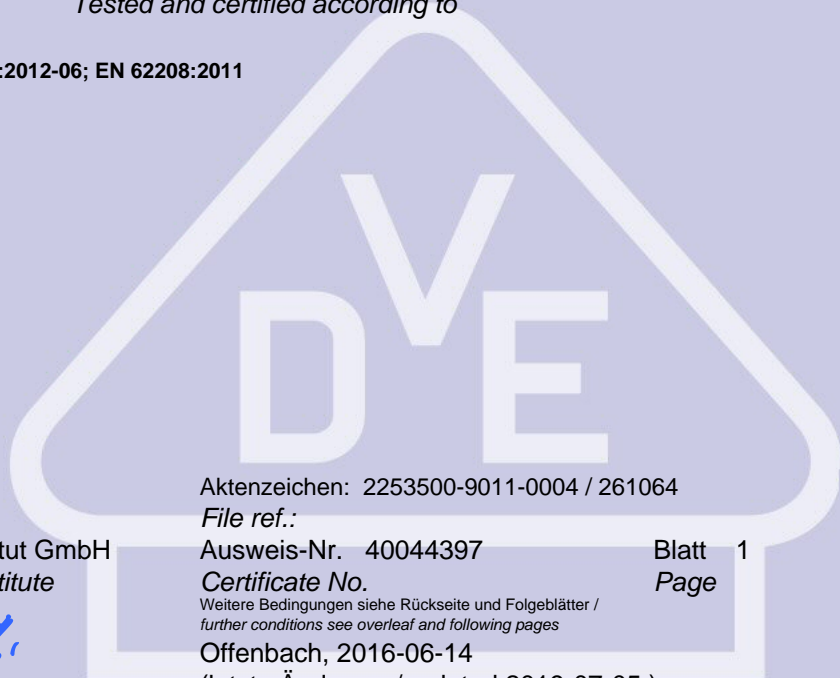 Tested and certified according to
:2012-06; EN 62208:2011
V
D E
Aktenzeichen: 2253500-9011-0004 / 261064
File ref.:
tut GmbH Ausweis-Nr. 40044397 Blatt 1
titute Certificate No. Page
Weitere Bedingungen siehe Rückseite und Folgeblätter /
further conditions see overleaf and following pages
Offenbach, 2016-06-14